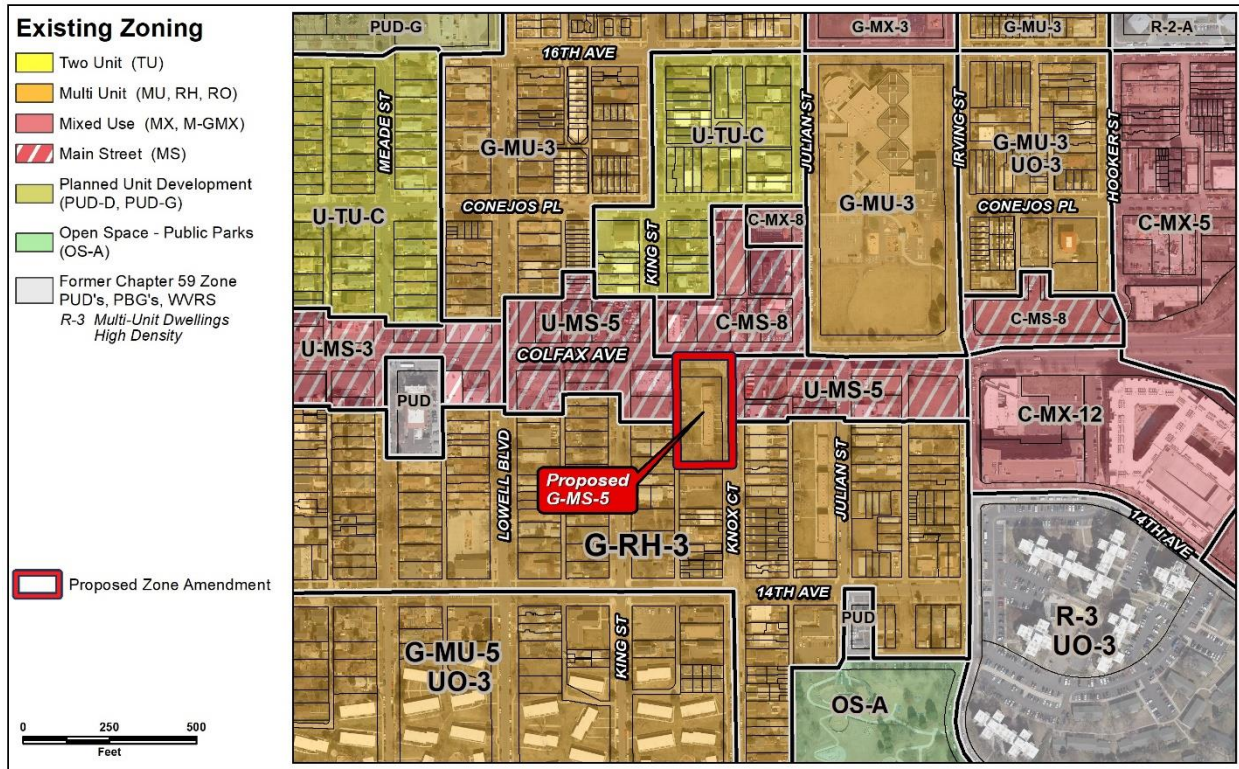 Existing Zoning
Two Unit (TU)
Multi Unit (MU, RH, RO)
Mixed Use (MX, M-GMX)
Main Street (MS)
Planned Unit Development
(PUD-D, PUD-G)
Open Space - Public Parks
(OS-A)
Former Chapter 59 Zone
PUD's, PBG's, WVRS
R-3 Multi-Unit Dwellings
High Density
Proposed Zone Amendment
0 250 500
Feet
PUD-G
16TH AVE
G-MX-3
G-MU-3
R-2-A
MEADE ST
G-MU-3
U-TU-C
JULIAN ST
IRVING ST
G-MU-3
UO-3
HOOKER ST
U-TU-C
CONEJOS PL
KING ST
C-MX-8
G-MU-3
CONEJOS PL
C-MX-5
U-MS-3
U-MS-5
C-MS-8
C-MS-8
COLFAX AVE
PUD
U-MS-5
C-MX-12
LOWELL BLVD
Proposed
G-MS-5
KNOX CT
JULIAN ST
G-RH-3
14TH AVE
14TH AVE
PUD
R-3
UO-3
G-MU-5
UO-3
KING ST
OS-A